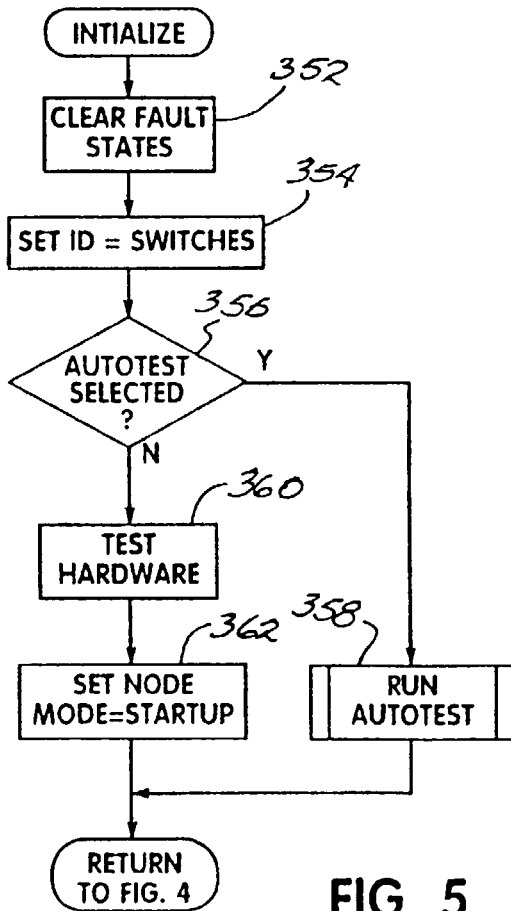 INTIALIZE
352
CLEAR FAULT
STATES
354
SET ID = SWITCHES
356
AUTOTEST
SELECTED
?
Y
N
360
TEST
HARDWARE
362
SET NODE
MODE=STARTUP
358
RUN
AUTOTEST
RETURN
TO FIG. 4
FIG. 5